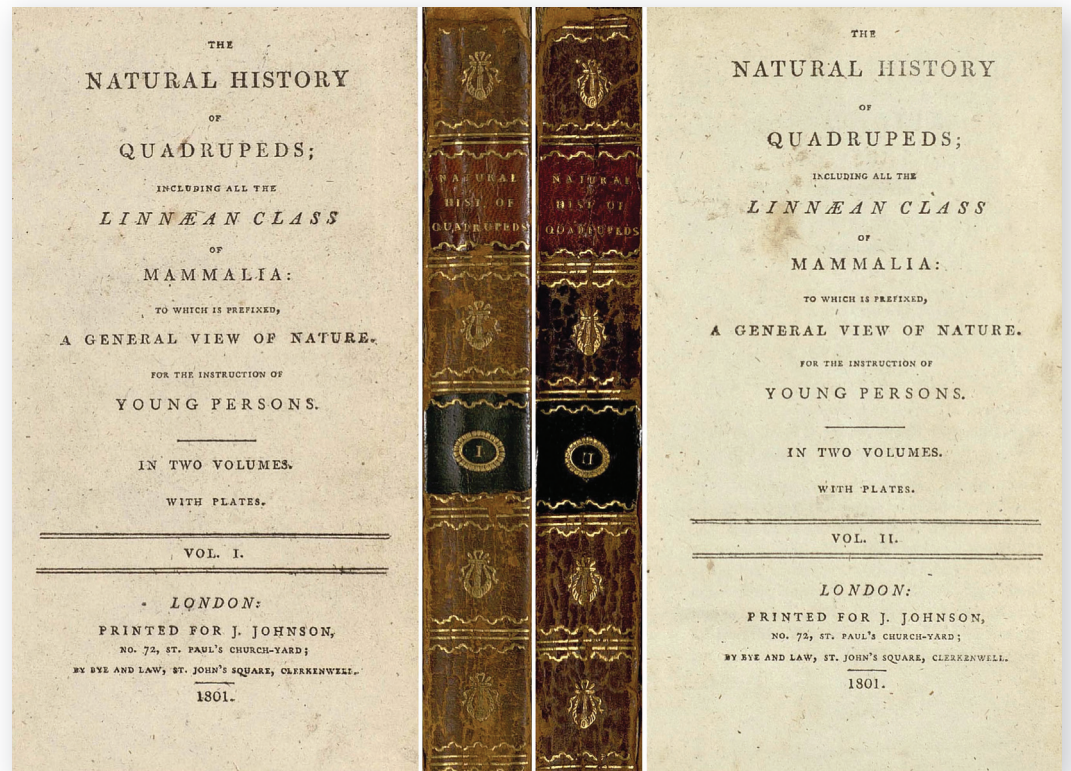 THE
NATURAL HISTORY
OF
QUADRUPEDS;
INCLUDING ALL THE
LINNÆAN CLASS
OF
MAMMALIA:
TO WHICH IS PREFIXED,
A GENERAL VIEW OF NATURE.
FOR THE INSTRUCTION OF
YOUNG PERSONS.
IN TWO VOLUMES.
WITH PLATES.
VOL. I.
LONDON:
PRINTED FOR J. JOHNSON,
NO. 72, ST. PAUL'S CHURCH-YARD;
BY BYE AND LAW, ST. JOHN'S SQUARE, CLERKENWELL.
1801.
NATURAL
HIST. OF
QUADRUPEDS
I
NATURAL
HIST. OF
QUADRUPEDS
II
THE
NATURAL HISTORY
OF
QUADRUPEDS;
INCLUDING ALL THE
LINNÆAN CLASS
OF
MAMMALIA:
TO WHICH IS PREFIXED,
A GENERAL VIEW OF NATURE.
FOR THE INSTRUCTION OF
YOUNG PERSONS.
IN TWO VOLUMES.
WITH PLATES.
VOL. II.
LONDON:
PRINTED FOR J. JOHNSON,
NO. 72, ST. PAUL'S CHURCH-YARD;
BY BYE AND LAW, ST. JOHN'S SQUARE, CLERKENWELL.
1801.